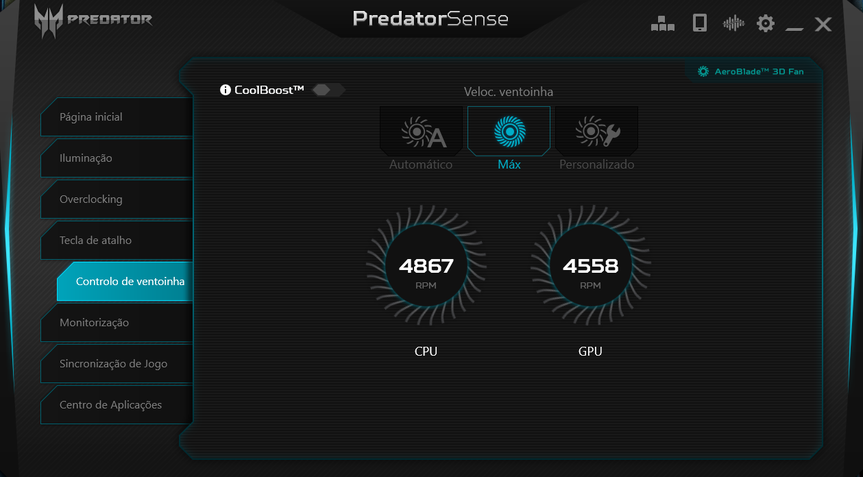 PREDATOR
PredatorSense
AeroBlade™ 3D Fan
CoolBoost™
Veloc. ventoinha
Automático
Máx
Personalizado
Página inicial
Iluminação
Overclocking
Tecla de atalho
Controlo de ventoinha
Monitorização
Sincronização de Jogo
Centro de Aplicações
4867
RPM
CPU
4558
RPM
GPU